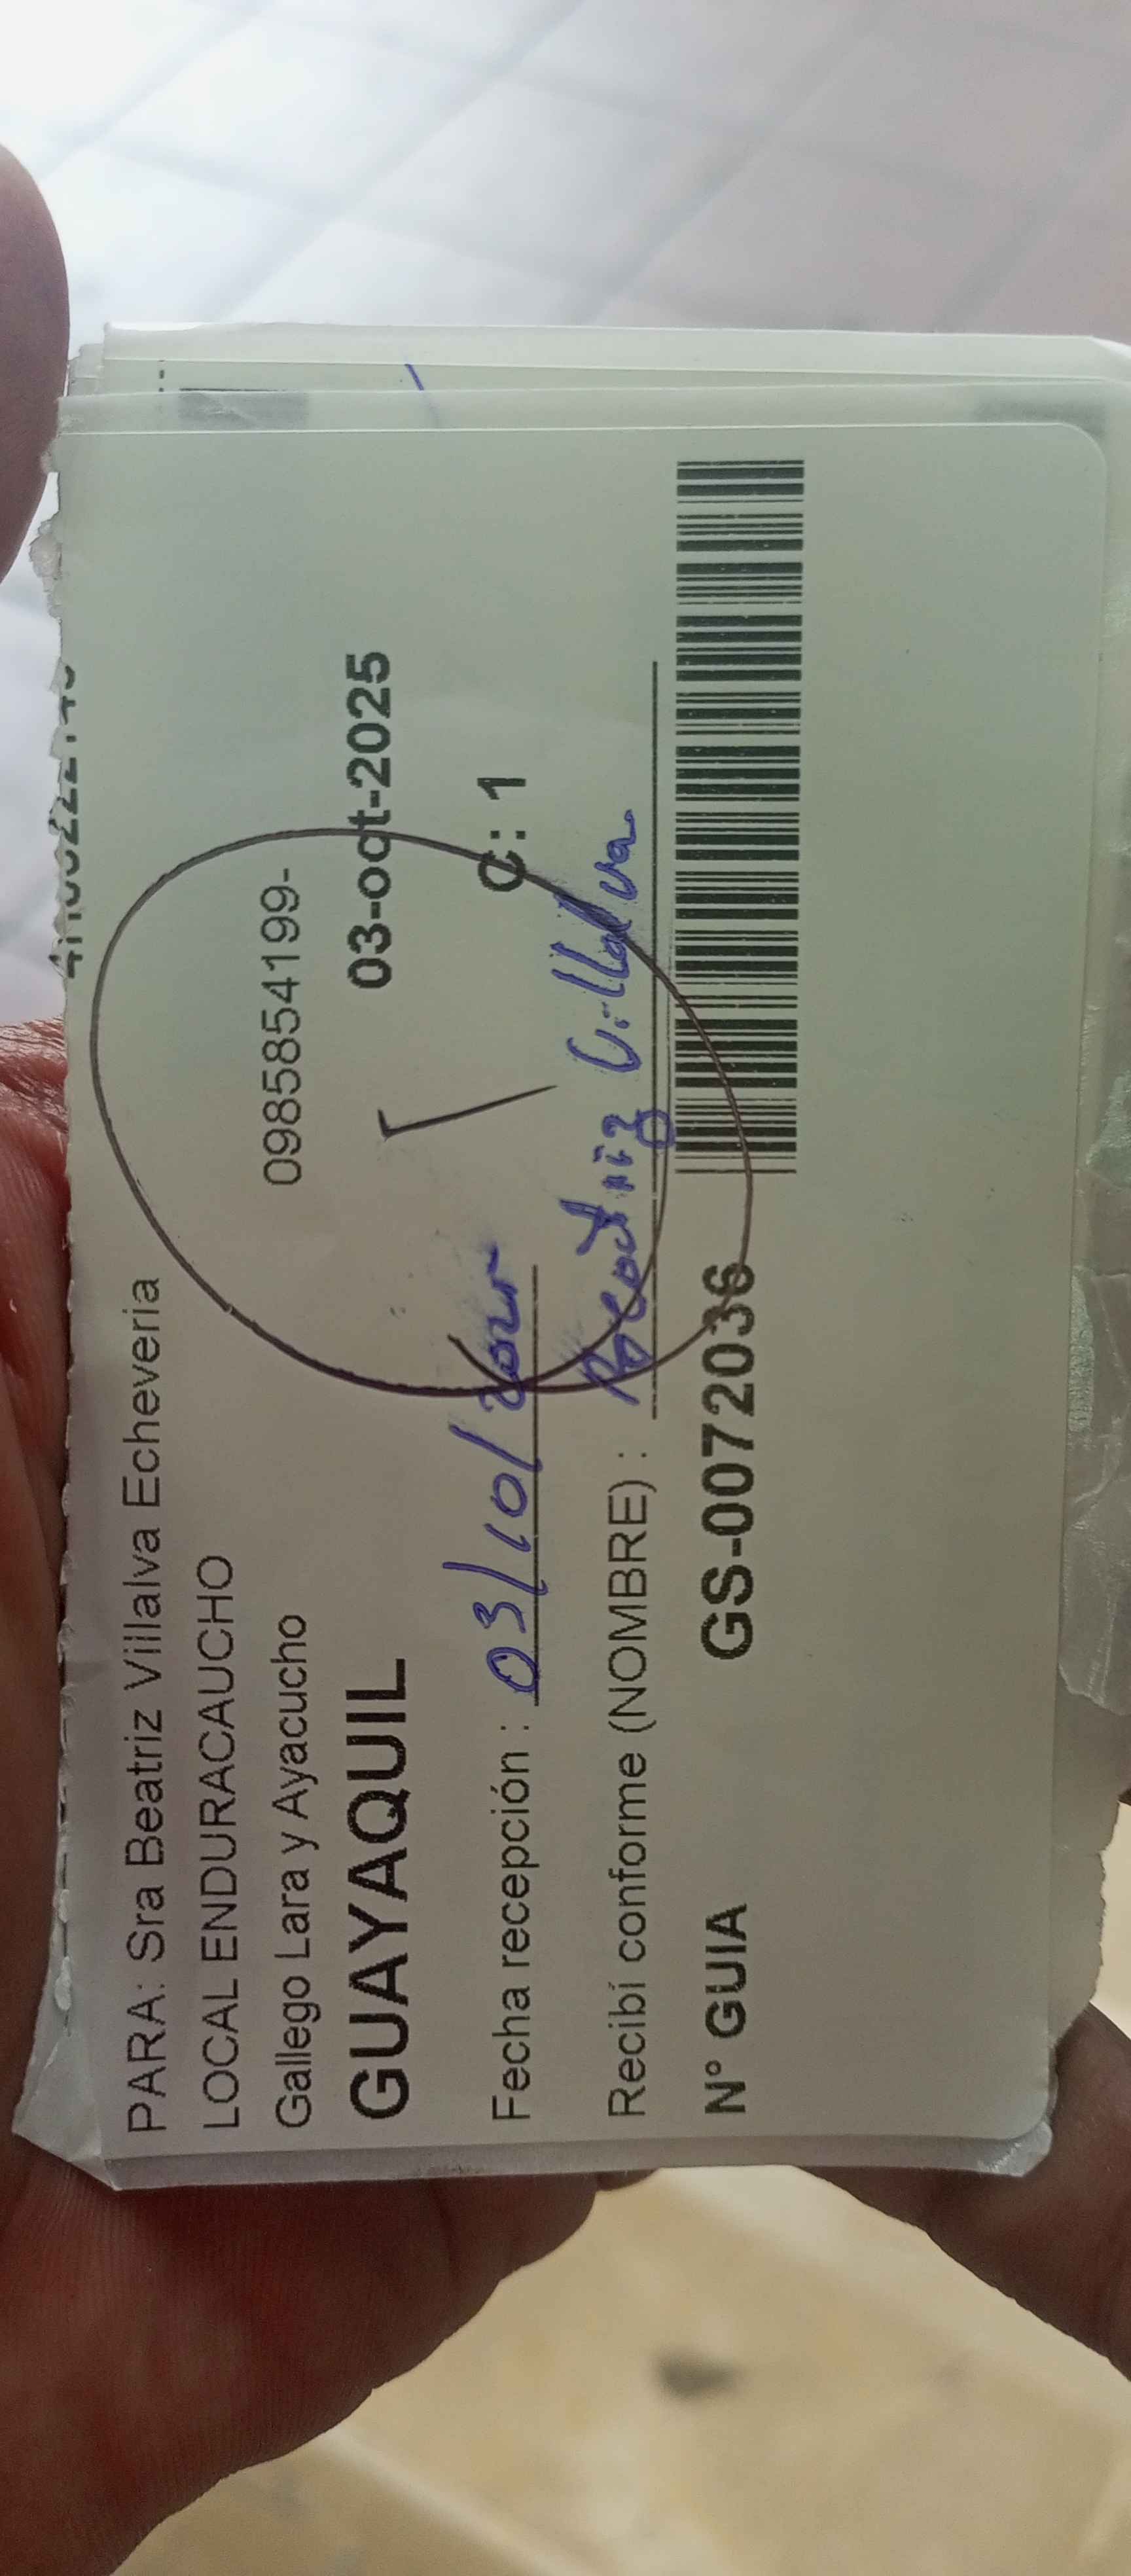 PARA: Sra Beatriz Villalva Echeveria
LOCAL ENDURACAUCHO
Gallego Lara y Ayacucho 0985854199-
GUAYAQUIL 03-oct-2025
Fecha recepción : 03/10/2025 C: 1
Recibí conforme (NOMBRE) : Beatriz Villalva
N° GUIA GS-0072036